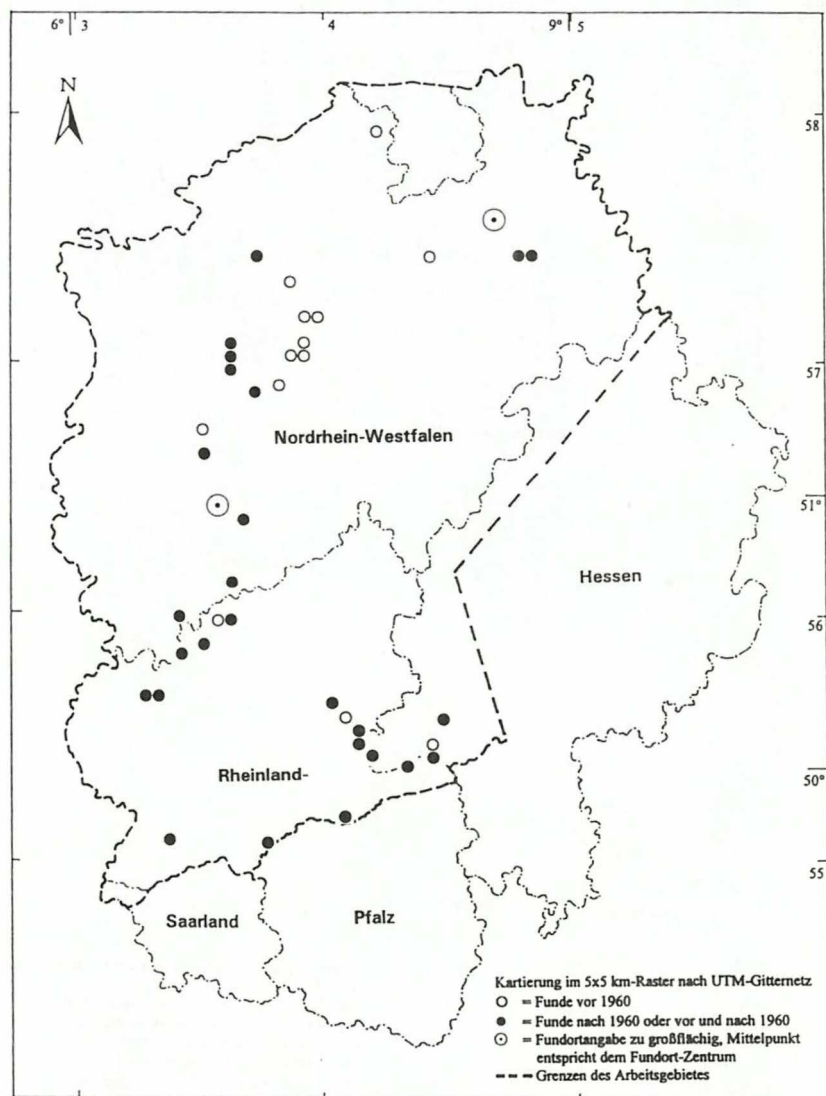 6° 3 4 9° 5
N
58
57
Nordrhein-Westfalen
51°
Hessen
56
Rheinland-
50°
55
Saarland
Pfalz
Kartierung im 5x5 km-Raster nach UTM-Gitternetz
= Funde vor 1960
= Funde nach 1960 oder vor und nach 1960
= Fundortangabe zu großflächig, Mittelpunkt
entspricht dem Fundort-Zentrum
= Grenzen des Arbeitsgebietes